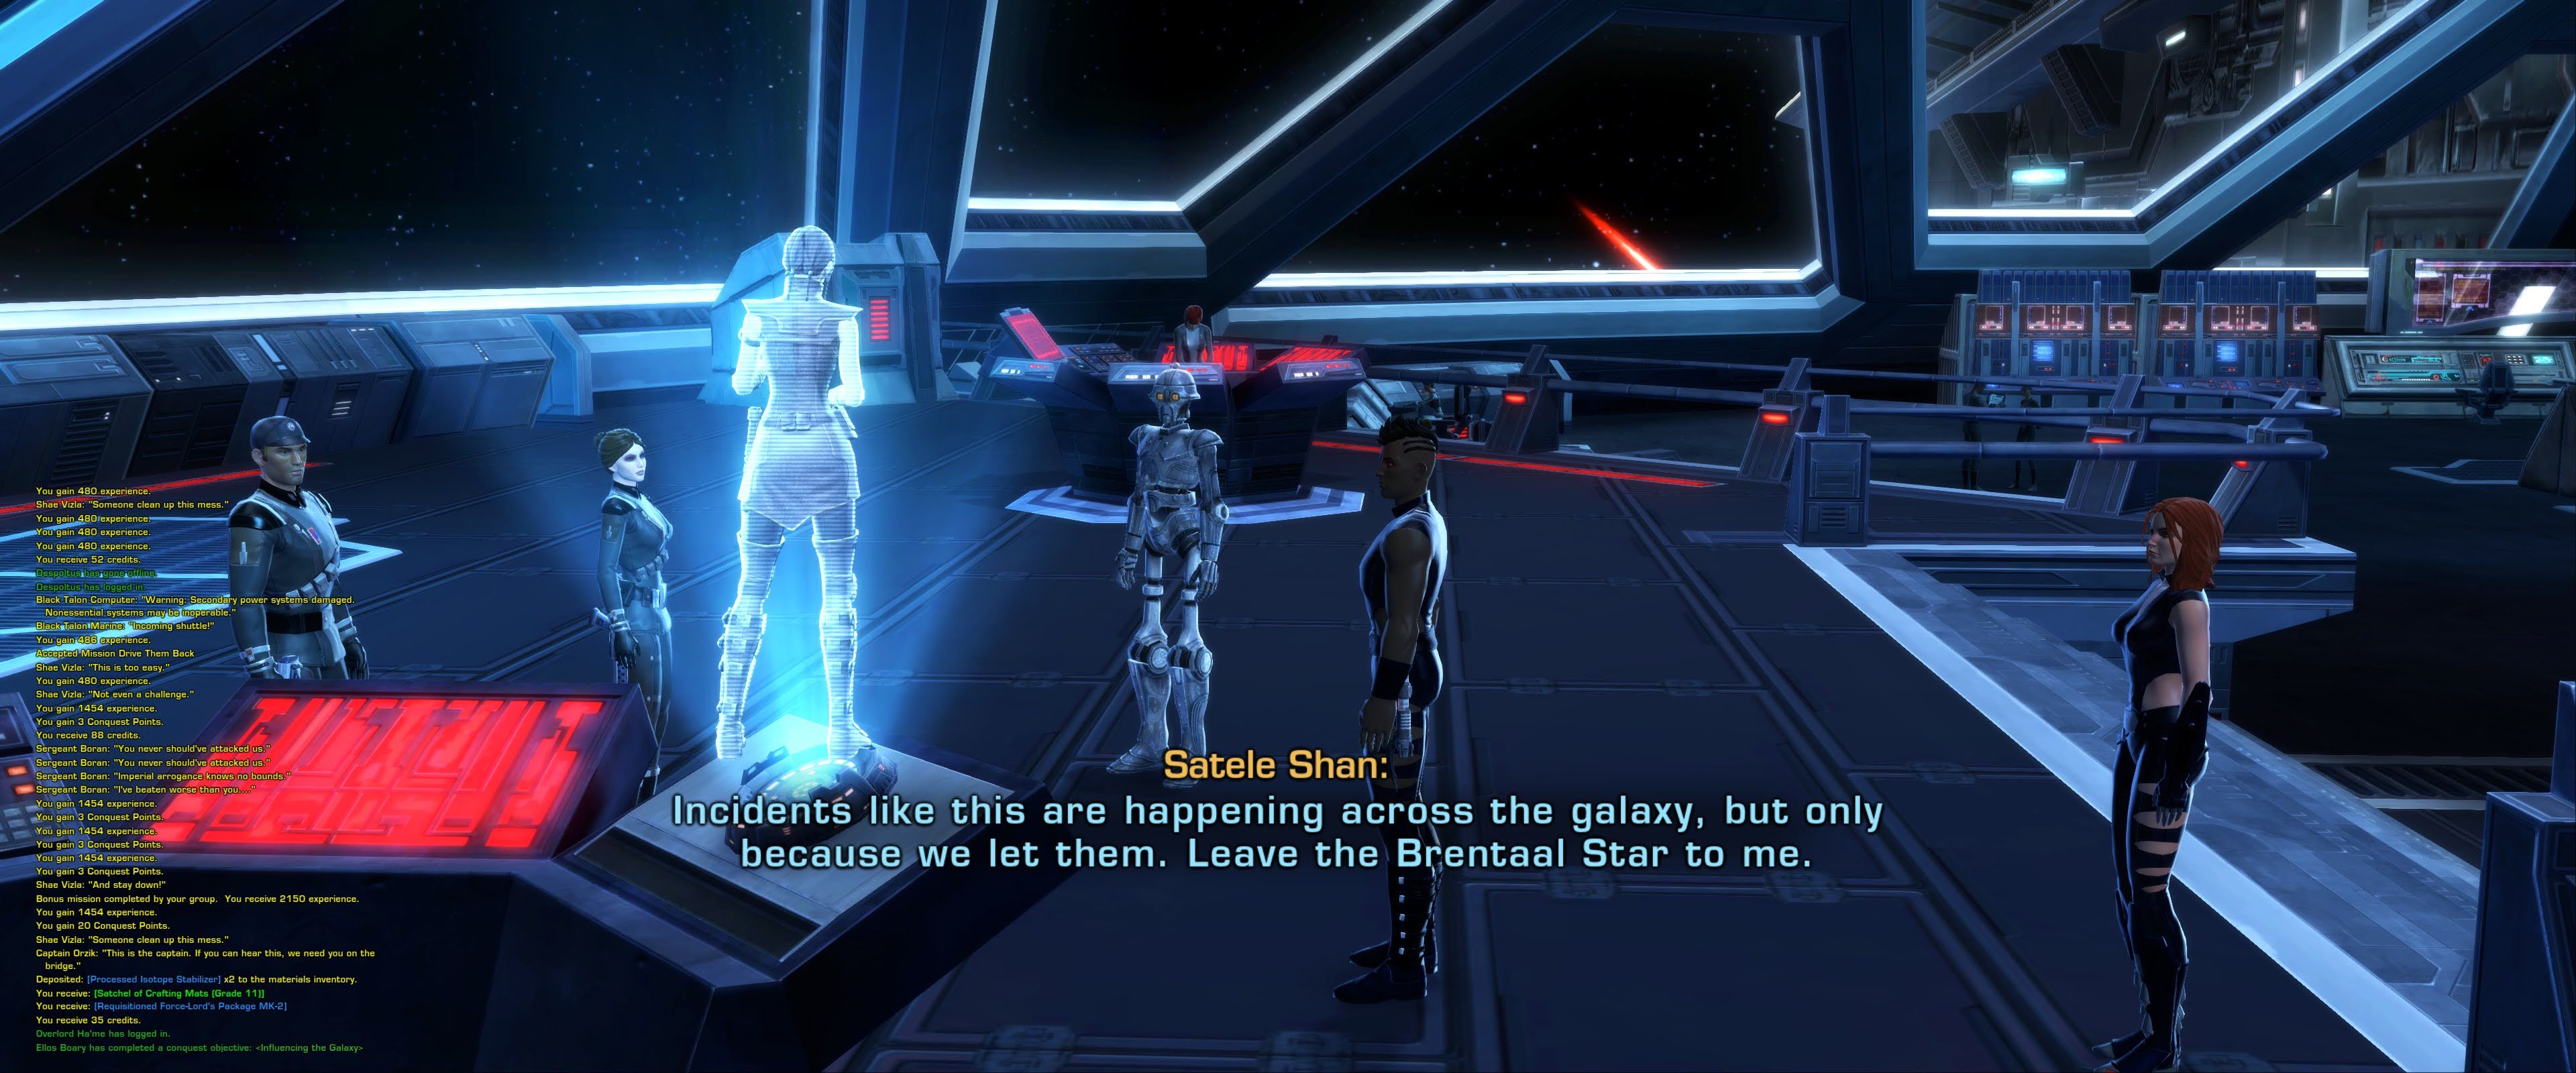 You gain 480 experience.
Shae Vizla: "Someone clean up this mess."
You gain 480 experience.
You gain 480 experience.
You gain 480 experience.
You receive 52 credits.
Despoltus has gone offline.
Despoltus has logged in.
Black Talon Computer: "Warning: Secondary power systems damaged.
Nonessential systems may be inoperable."
Black Talon Marine: "Incoming shuttle!"
You gain 486 experience.
Accepted Mission Drive Them Back
Shae Vizla: "This is too easy."
You gain 480 experience.
Shae Vizla: "Not even a challenge."
You gain 1454 experience.
You gain 3 Conquest Points.
You receive 88 credits.
Sergeant Boran: "You never should've attacked us."
Sergeant Boran: "You never should've attacked us."
Sergeant Boran: "Imperial arrogance knows no bounds."
Sergeant Boran: "I've beaten worse than you...."
You gain 1454 experience.
You gain 3 Conquest Points.
You gain 1454 experience.
You gain 3 Conquest Points.
You gain 1454 experience.
You gain 3 Conquest Points.
Shae Vizla: "And stay down!"
Bonus mission completed by your group. You receive 2150 experience.
You gain 1454 experience.
You gain 20 Conquest Points.
Shae Vizla: "Someone clean up this mess."
Captain Orzik: "This is the captain. If you can hear this, we need you on the
bridge."
Deposited: [Processed Isotope Stabilizer] x2 to the materials inventory.
You receive: [Satchel of Crafting Mats (Grade 11)]
You receive: [Requisitioned Force-Lord's Package MK-2]
You receive 35 credits.
Overlord Ha'me has logged in.
Ellos Boary has completed a conquest objective: <Influencing the Galaxy>
Satele Shan:
Incidents like this are happening across the galaxy, but only
because we let them. Leave the Brentaal Star to me.